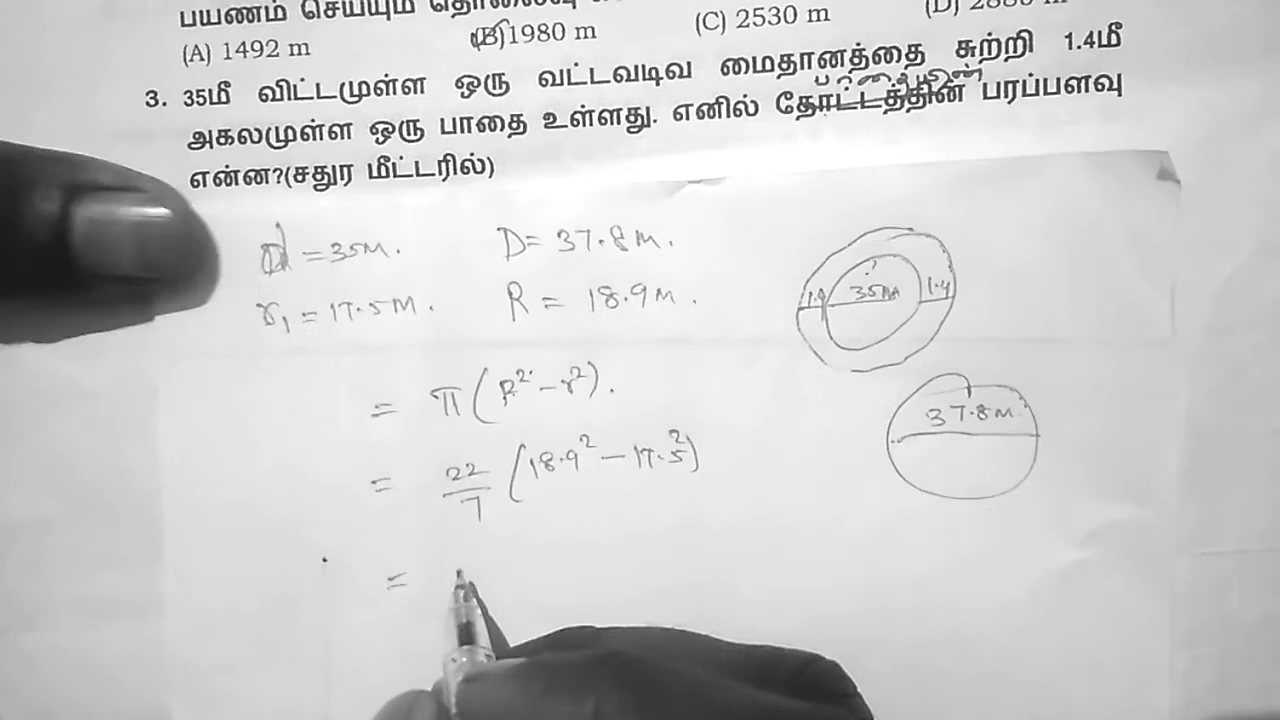 பயணம் செய்யும்
(A) 1492 m (B) 1980 m (C) 2530 m (D)
3. 35மீ விட்டமுள்ள ஒரு வட்டவடிவ மைதானத்தை சுற்றி 1.4மீ
பாதையின்
அகலமுள்ள ஒரு பாதை உள்ளது. எனில் தோட்டத்தின் பரப்பளவு
என்ன?(சதுர மீட்டரில்)
d = 35M. D = 37.8M.
r₁ = 17.5M. R = 18.9M.
1.4 35M 1.4
= π(R² – r²).
37.8M
= 22/7 (18.9² – 17.5²)
=